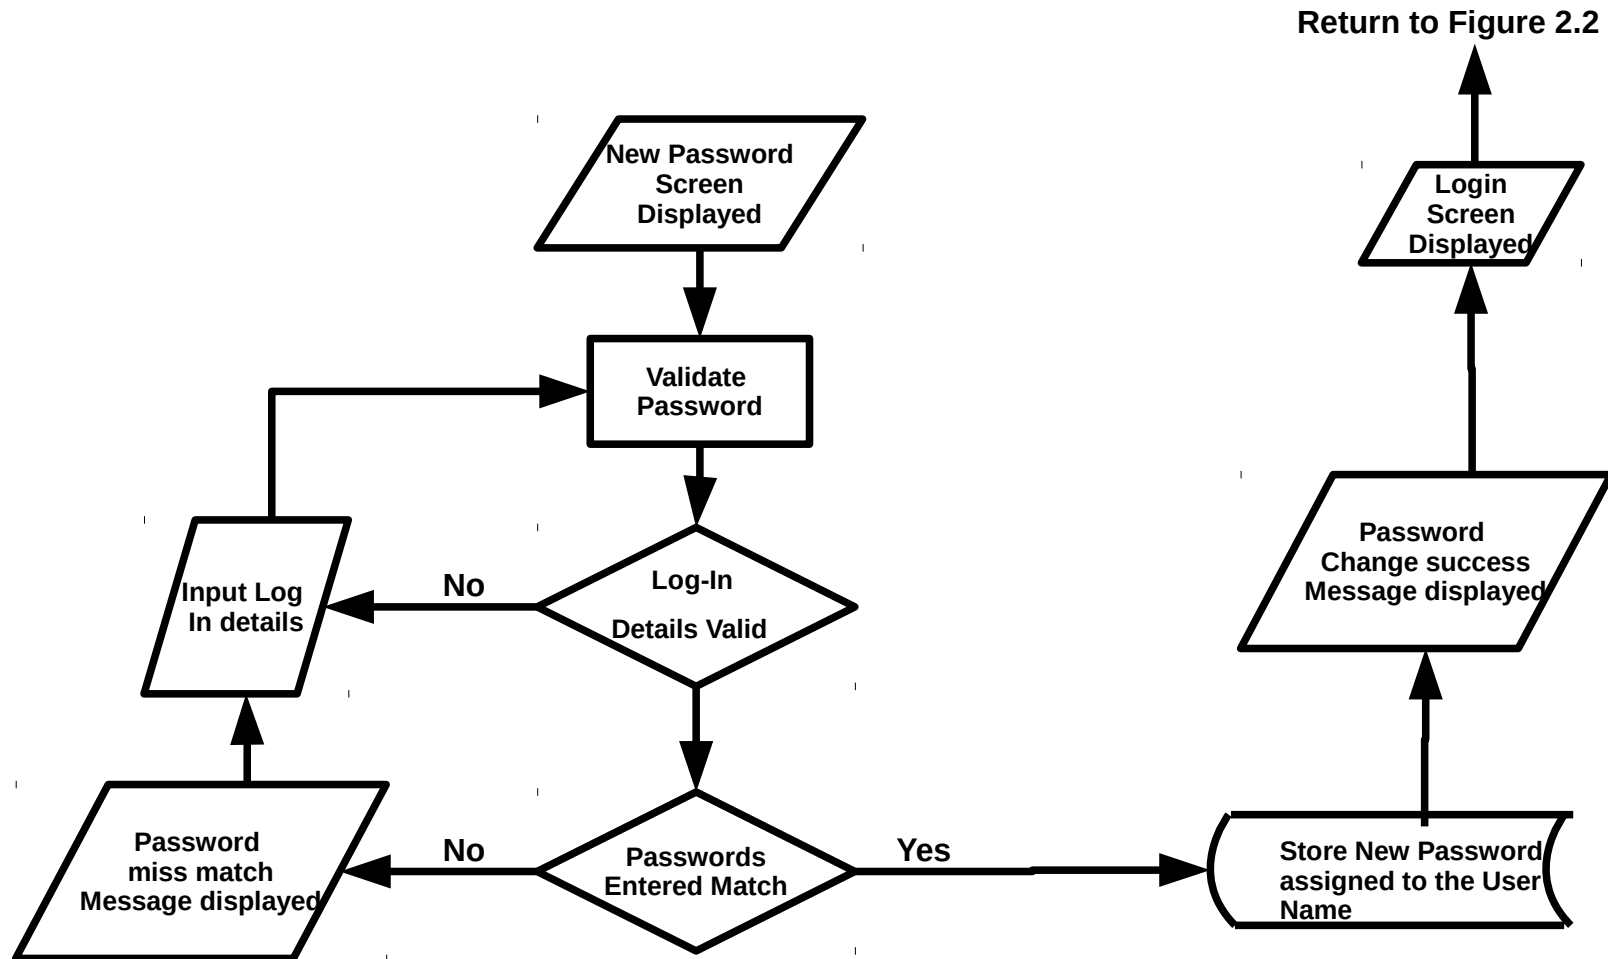 Return to Figure 2.2
New Password
Screen
Displayed
Login
Screen
Displayed
Validate
Password
Password
Change success
Message displayed
Input Log
In details
No
Log-In
Details Valid
Password
miss match
Message displayed
No
Passwords
Entered Match
Yes
Store New Password
assigned to the User
Name